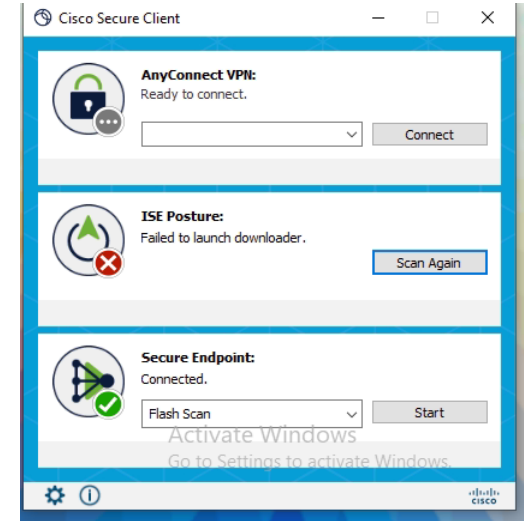 Cisco Secure Client
AnyConnect VPN:
Ready to connect.
Connect
ISE Posture:
Failed to launch downloader.
Scan Again
Secure Endpoint:
Connected.
Flash Scan
Start
Activate Windows
Go to Settings to activate Windows.
cisco